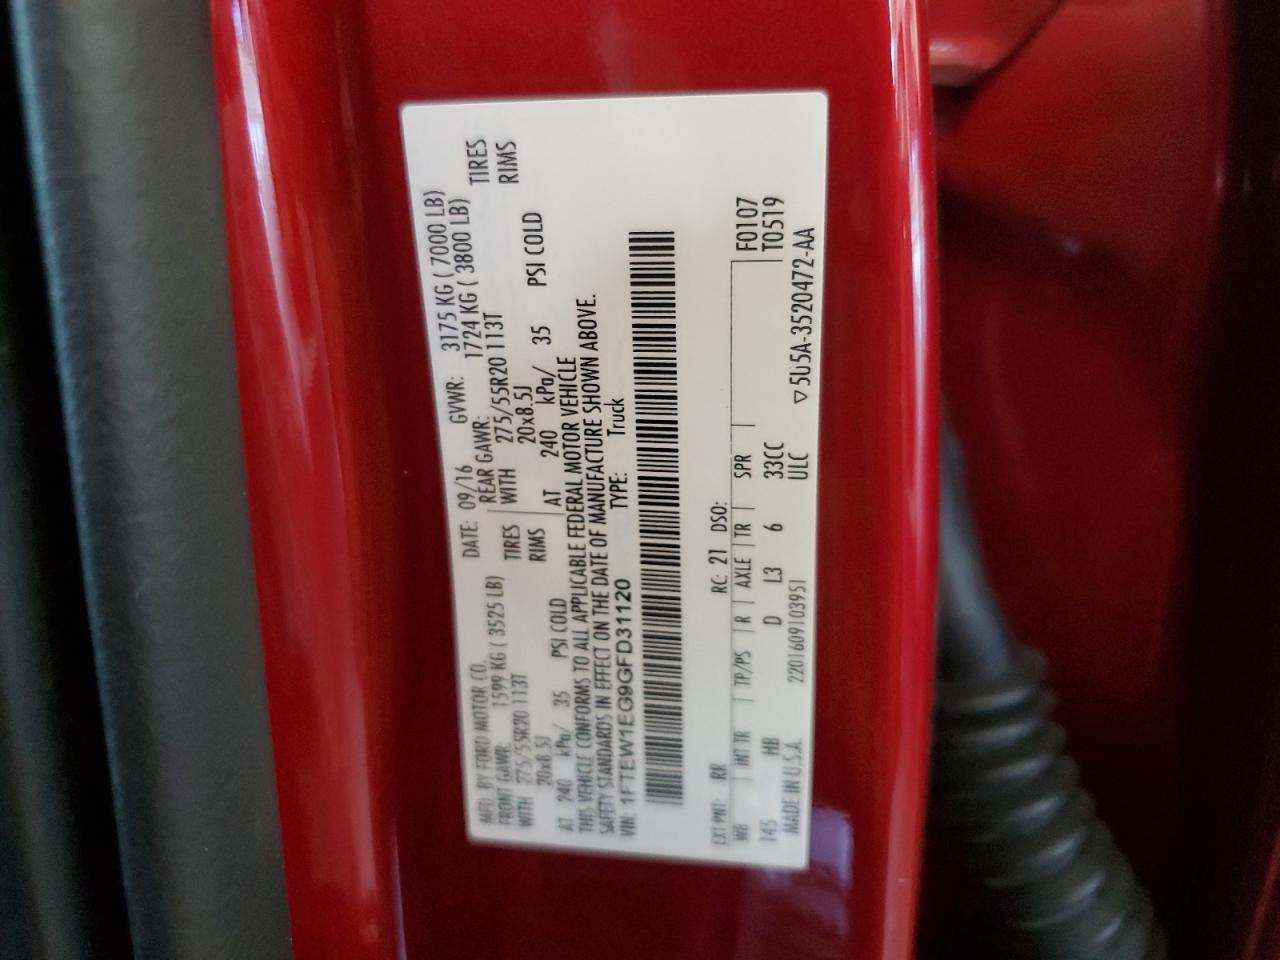 MFD. BY FORD MOTOR CO. DATE: 09/16 GVWR: 3175 KG ( 7000 LB)
FRONT GAWR: 1599 KG ( 3525 LB) REAR GAWR: 1724 KG ( 3800 LB)
WITH 275/55R20 113T TIRES WITH 275/55R20 113T TIRES
20x8.5J RIMS 20x8.5J RIMS
AT 240 kPa/ 35 PSI COLD AT 240 kPa/ 35 PSI COLD
THIS VEHICLE CONFORMS TO ALL APPLICABLE FEDERAL MOTOR VEHICLE
SAFETY STANDARDS IN EFFECT ON THE DATE OF MANUFACTURE SHOWN ABOVE.
VIN: 1FTEW1EG9GFD31120 TYPE: Truck
EXT PNT: RR RC: 21 DSO: F0107
WB INT TR TP/PS R AXLE TR SPR T0519
145 HB D L3 6 33CC
MADE IN U.S.A. 2201609103951 ULC ▽5U5A-3520472-AA